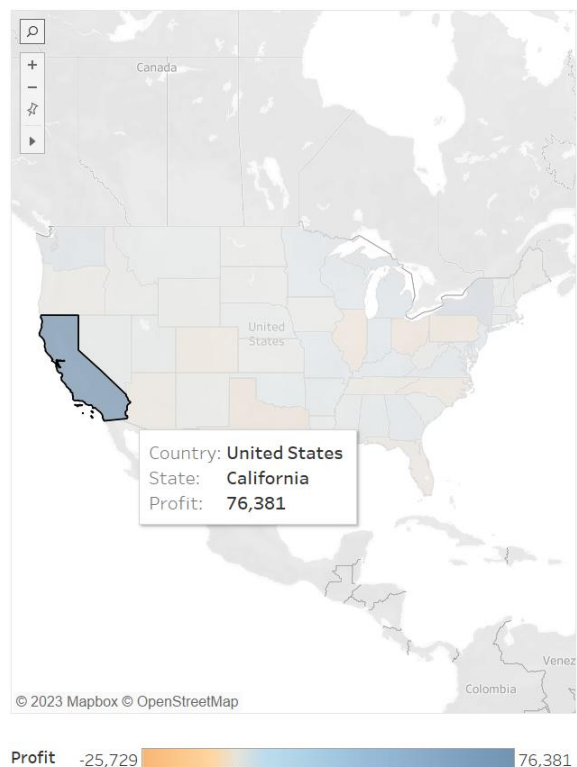 Canada
United
States
Country: United States
State: California
Profit: 76,381
Venez
Colombia
© 2023 Mapbox © OpenStreetMap
Profit -25,729 76,381